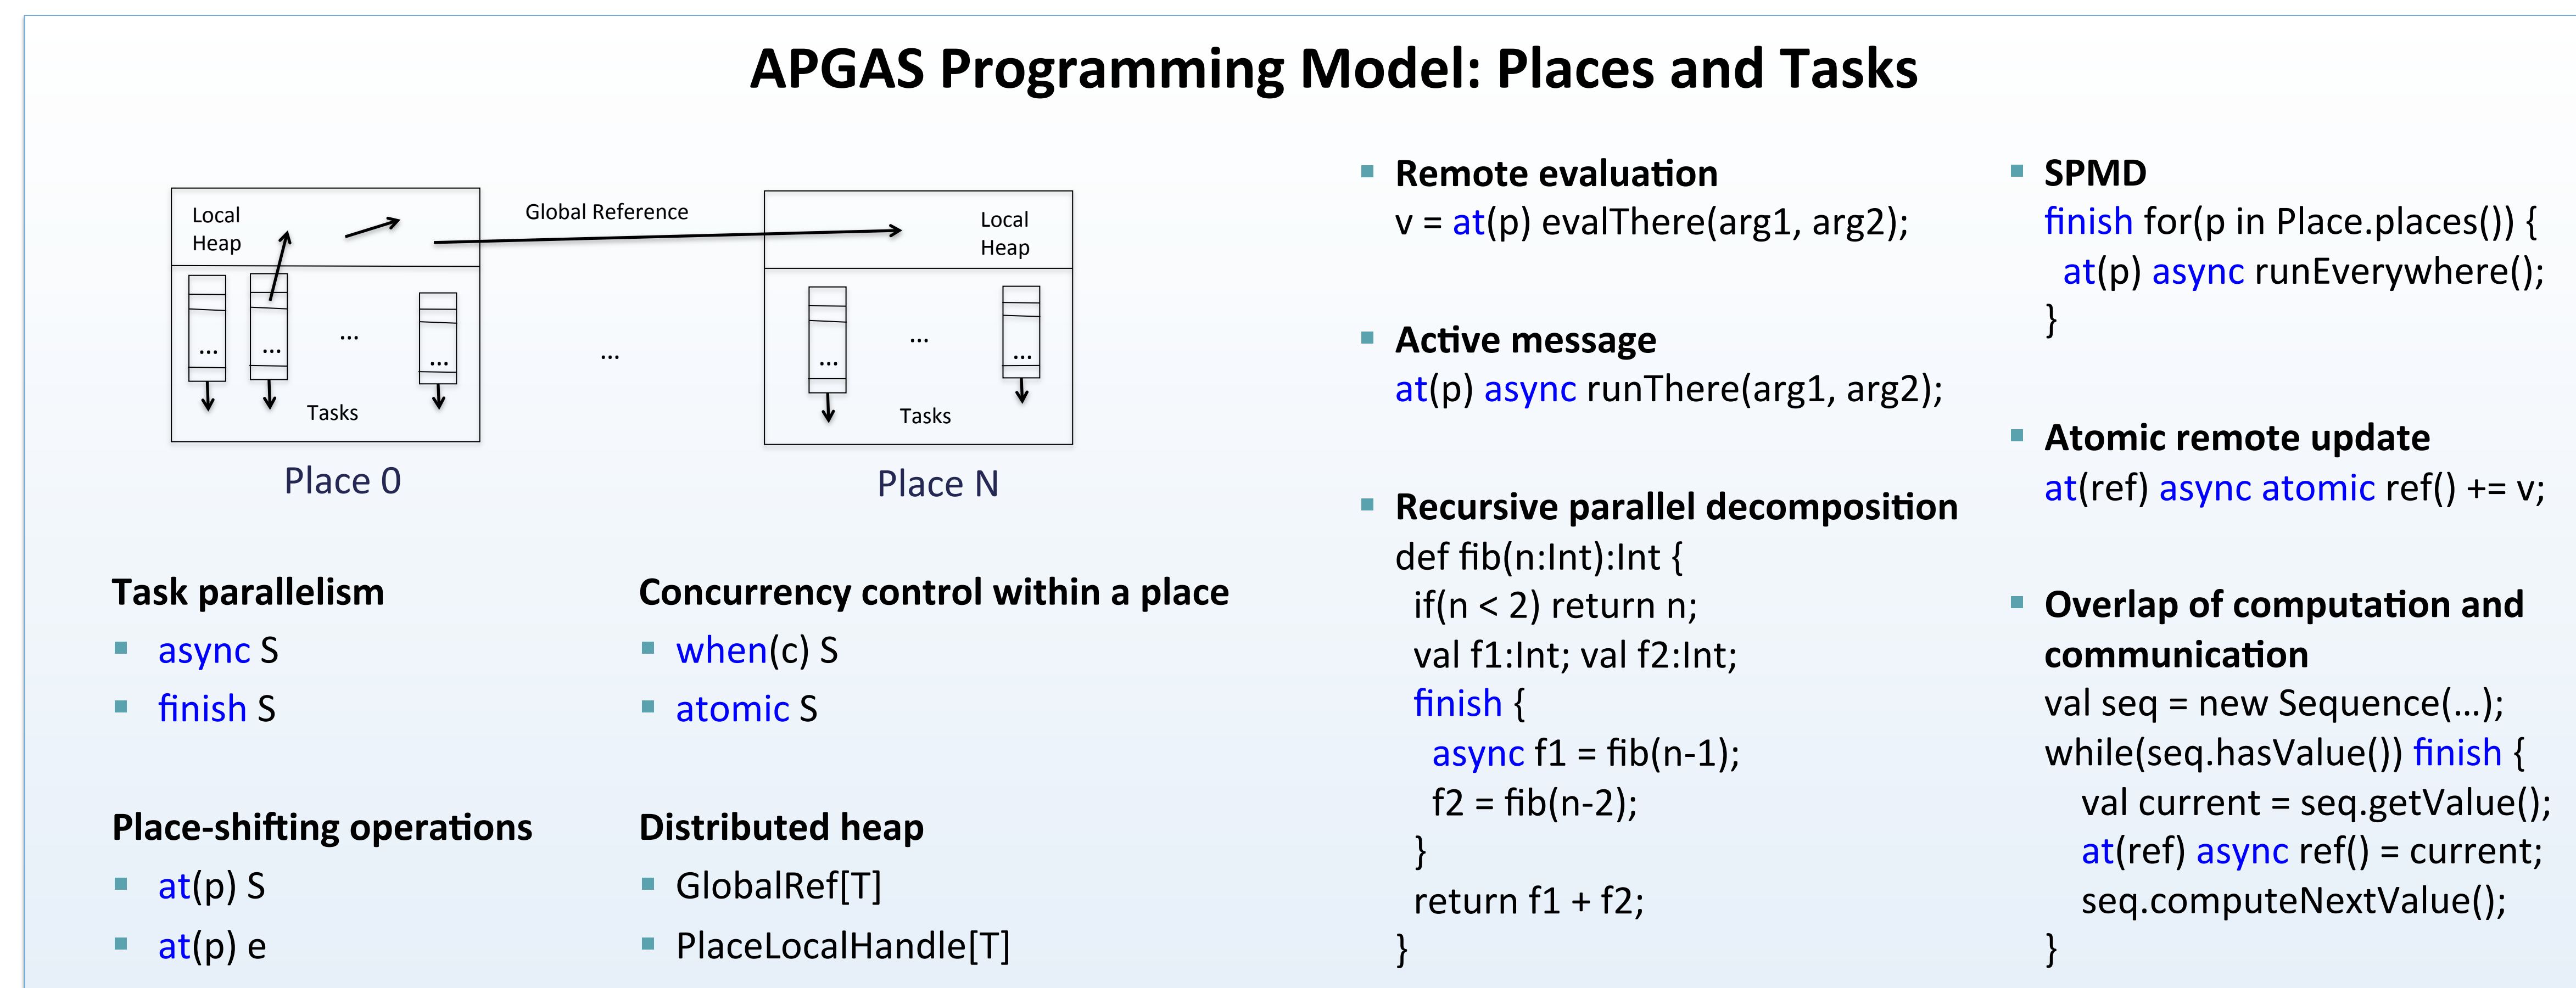 APGAS Programming Model: Places and Tasks
Local
Heap
Global Reference
Local
Heap
...
...
...
...
...
...
...
...
Tasks
Tasks
Place 0
Place N
Task parallelism
▪ async S
▪ finish S
Concurrency control within a place
▪ when(c) S
▪ atomic S
Place-shifting operations
▪ at(p) S
▪ at(p) e
Distributed heap
▪ GlobalRef[T]
▪ PlaceLocalHandle[T]
▪ Remote evaluation
v = at(p) evalThere(arg1, arg2);
▪ Active message
at(p) async runThere(arg1, arg2);
▪ Recursive parallel decomposition
def fib(n:Int):Int {
if(n < 2) return n;
val f1:Int; val f2:Int;
finish {
async f1 = fib(n-1);
f2 = fib(n-2);
}
return f1 + f2;
}
▪ SPMD
finish for(p in Place.places()) {
at(p) async runEverywhere();
}
▪ Atomic remote update
at(ref) async atomic ref() += v;
▪ Overlap of computation and
communication
val seq = new Sequence(…);
while(seq.hasValue()) finish {
val current = seq.getValue();
at(ref) async ref() = current;
seq.computeNextValue();
}